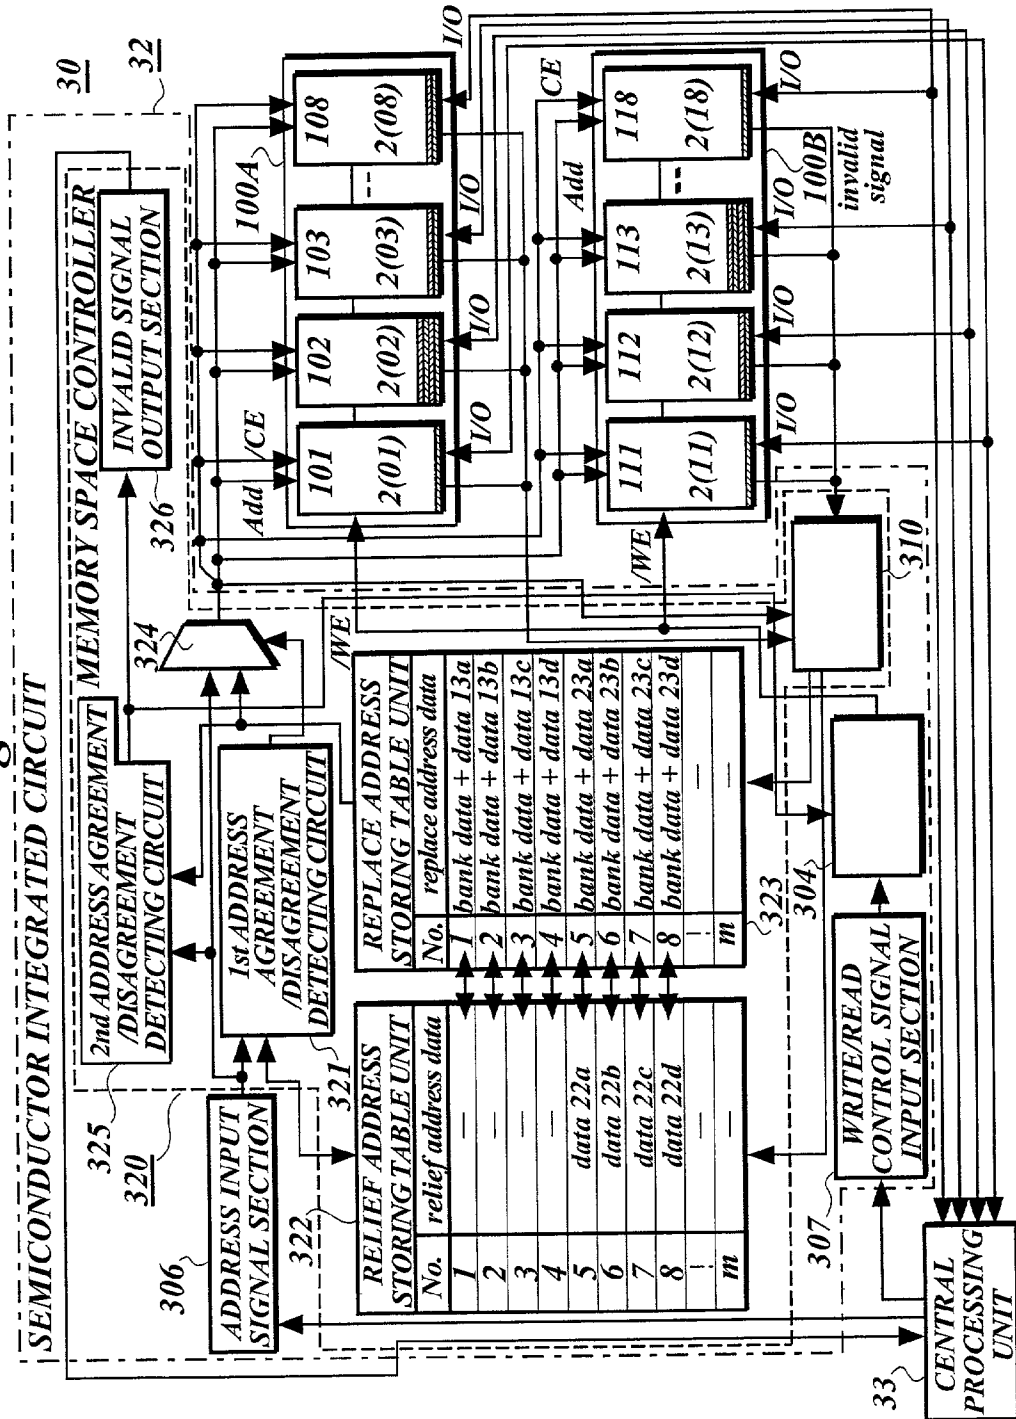 30
32
SEMICONDUCTOR INTEGRATED CIRCUIT
MEMORY SPACE CONTROLLER
325
320
306
ADDRESS INPUT
SIGNAL SECTION
2nd ADDRESS AGREEMENT
/DISAGREEMENT
DETECTING CIRCUIT
INVALID SIGNAL
OUTPUT SECTION
326
324
1st ADDRESS
AGREEMENT
/DISAGREEMENT
DETECTING CIRCUIT
321
322
RELIEF ADDRESS
STORING TABLE UNIT
No. relief address data
1 —
2 —
3 —
4 —
5 data 22a
6 data 22b
7 data 22c
8 data 22d
⋮
m —
REPLACE ADDRESS
STORING TABLE UNIT
No. replace address data
1 bank data + data 13a
2 bank data + data 13b
3 bank data + data 13c
4 bank data + data 13d
5 bank data + data 23a
6 bank data + data 23b
7 bank data + data 23c
8 bank data + data 23d
⋮
m —
323
Add
/CE
/WE
100A
101
2(01)
102
2(02)
103
2(03)
---
108
2(08)
I/O
I/O
I/O
I/O
Add
CE
/WE
111
2(11)
112
2(12)
113
2(13)
---
118
2(18)
I/O
I/O
I/O
I/O
100B
invalid
signal
310
304
307
WRITE/READ
CONTROL SIGNAL
INPUT SECTION
33
CENTRAL
PROCESSING
UNIT